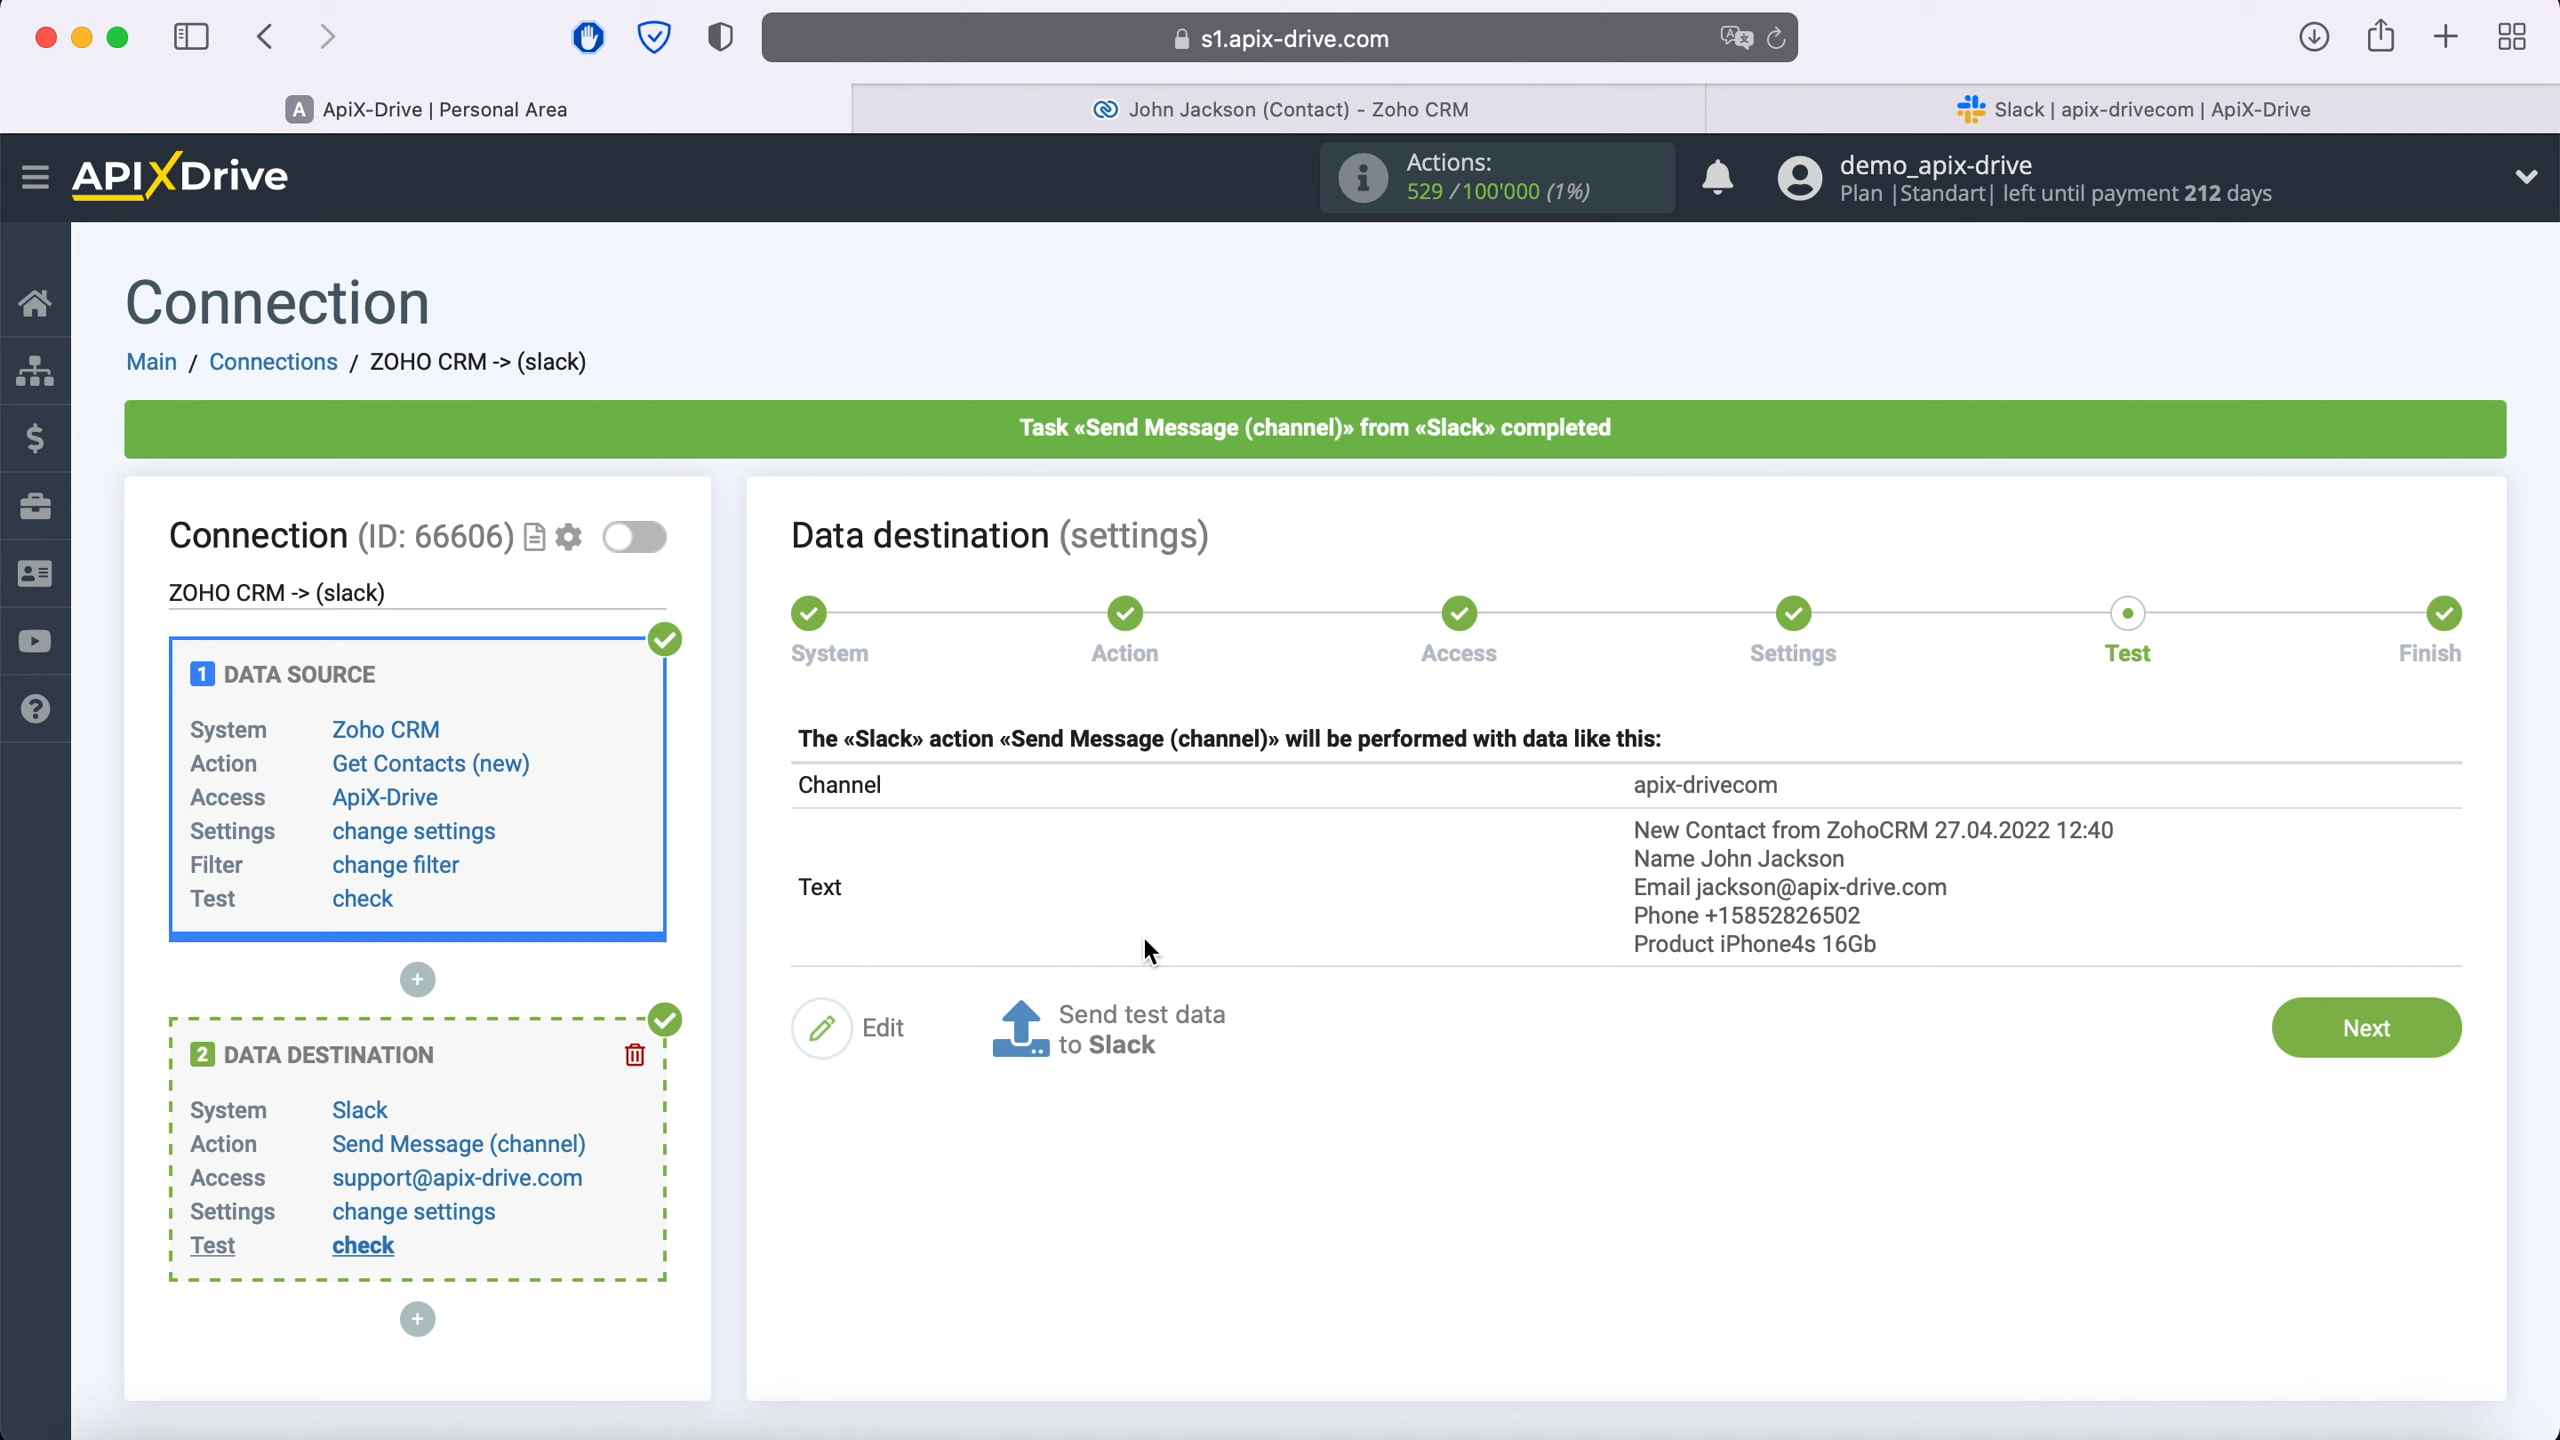 s1.apix-drive.com
A ApiX-Drive | Personal Area
John Jackson (Contact) - Zoho CRM
Slack | apix-drivecom | ApiX-Drive
APIXDrive
Actions:
529 /100'000 (1%)
demo_apix-drive
Plan |Standart| left until payment 212 days
Connection
Main / Connections / ZOHO CRM -> (slack)
Task «Send Message (channel)» from «Slack» completed
Connection (ID: 66606)
ZOHO CRM -> (slack)
1 DATA SOURCE
System Zoho CRM
Action Get Contacts (new)
Access ApiX-Drive
Settings change settings
Filter change filter
Test check
2 DATA DESTINATION
System Slack
Action Send Message (channel)
Access support@apix-drive.com
Settings change settings
Test check
Data destination (settings)
System Action Access Settings Test Finish
The «Slack» action «Send Message (channel)» will be performed with data like this:
Channel apix-drivecom
Text
New Contact from ZohoCRM 27.04.2022 12:40
Name John Jackson
Email jackson@apix-drive.com
Phone +15852826502
Product iPhone4s 16Gb
Edit
Send test data
to Slack
Next